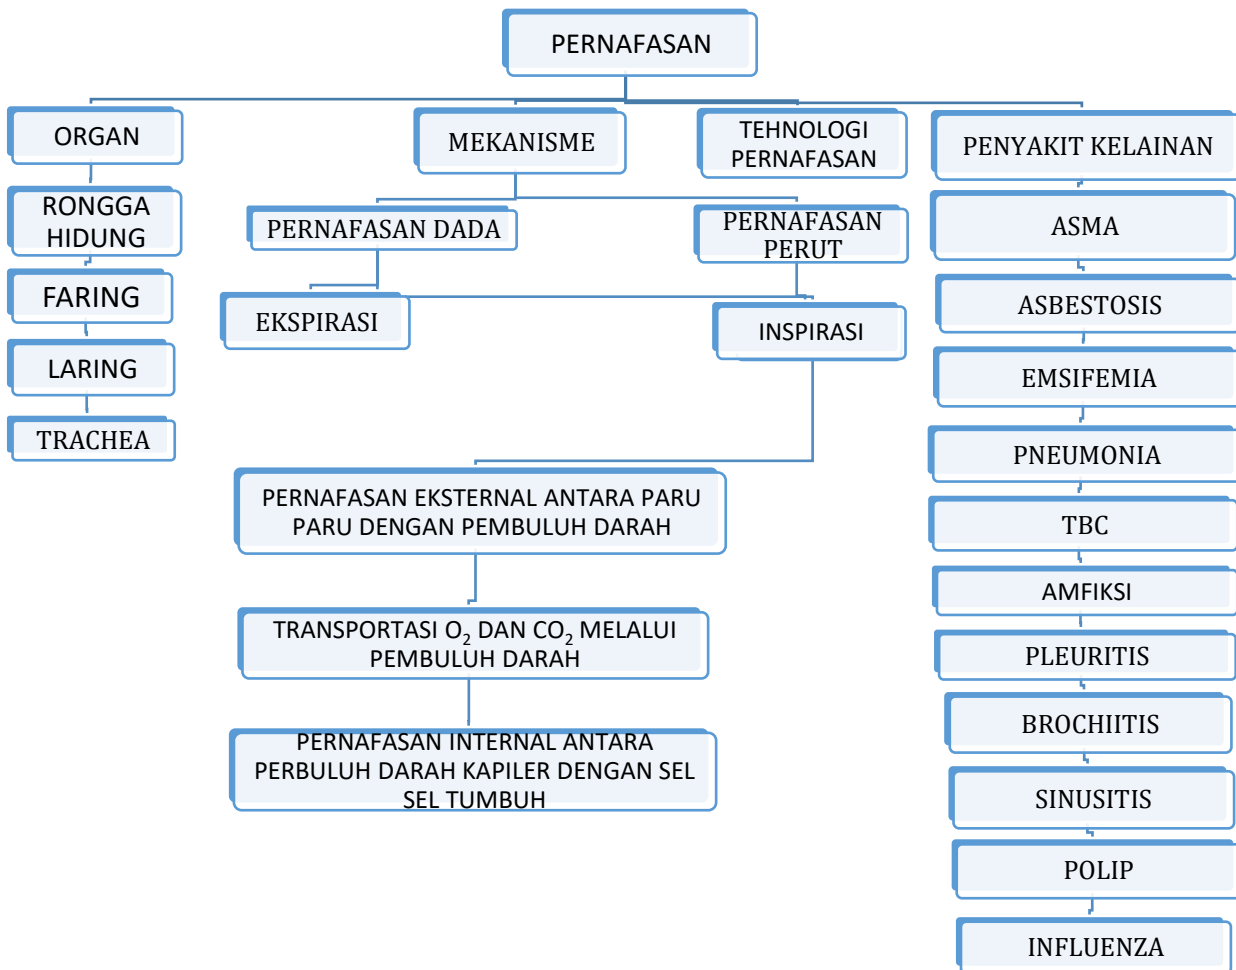 PERNAFASAN
ORGAN
MEKANISME
TEHNOLOGI
PERNAFASAN
PENYAKIT KELAINAN
RONGGA
HIDUNG
FARING
LARING
TRACHEA
PERNAFASAN DADA
PERNAFASAN
PERUT
EKSPIRASI
INSPIRASI
PERNAFASAN EKSTERNAL ANTARA PARU
PARU DENGAN PEMBULUH DARAH
TRANSPORTASI O₂ DAN CO₂ MELALUI
PEMBULUH DARAH
PERNAFASAN INTERNAL ANTARA
PERBULUH DARAH KAPILER DENGAN SEL
SEL TUMBUH
ASMA
ASBESTOSIS
EMSIFEMIA
PNEUMONIA
TBC
AMFIKSI
PLEURITIS
BROCHIITIS
SINUSITIS
POLIP
INFLUENZA